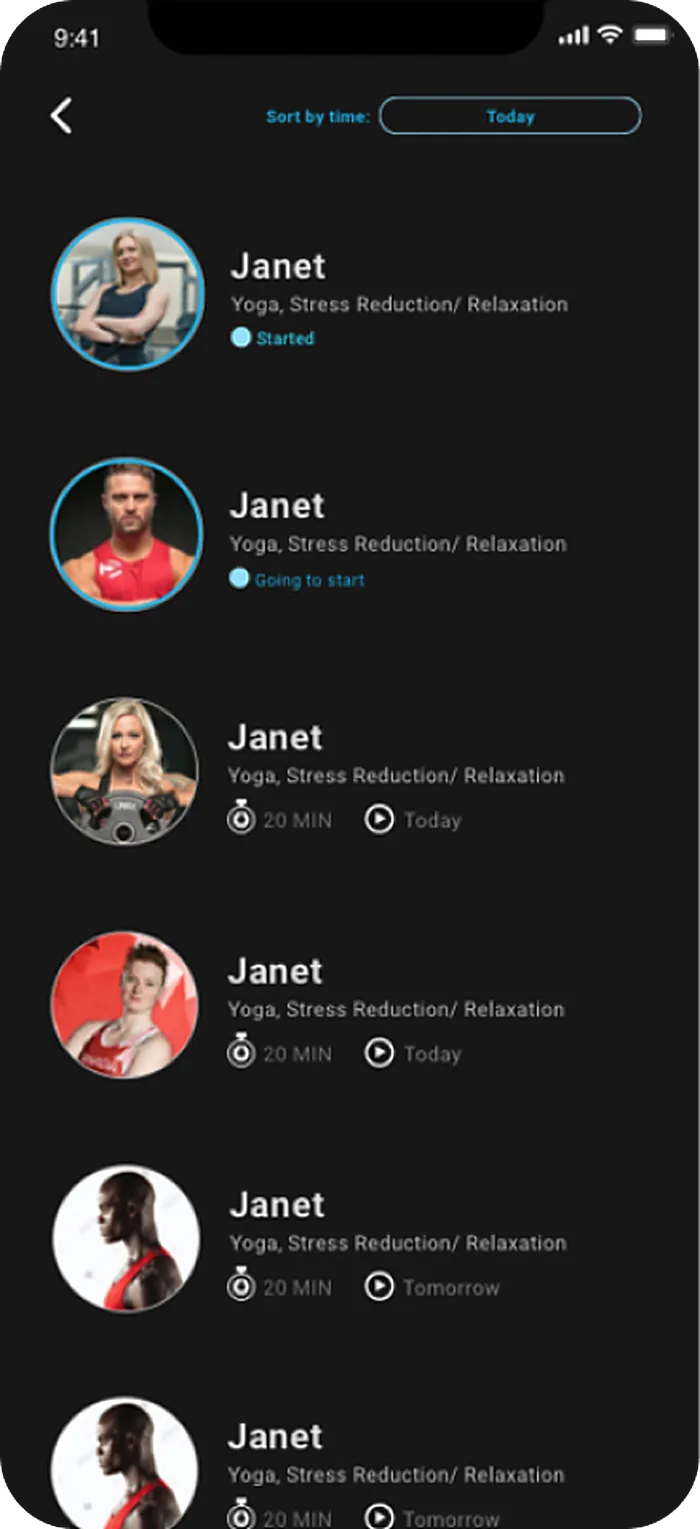 9:41
Sort by time: Today
Janet
Yoga, Stress Reduction/ Relaxation
Started
Janet
Yoga, Stress Reduction/ Relaxation
Going to start
Janet
Yoga, Stress Reduction/ Relaxation
20 MIN Today
Janet
Yoga, Stress Reduction/ Relaxation
20 MIN Today
Janet
Yoga, Stress Reduction/ Relaxation
20 MIN Tomorrow
Janet
Yoga, Stress Reduction/ Relaxation
20 MIN Tomorrow